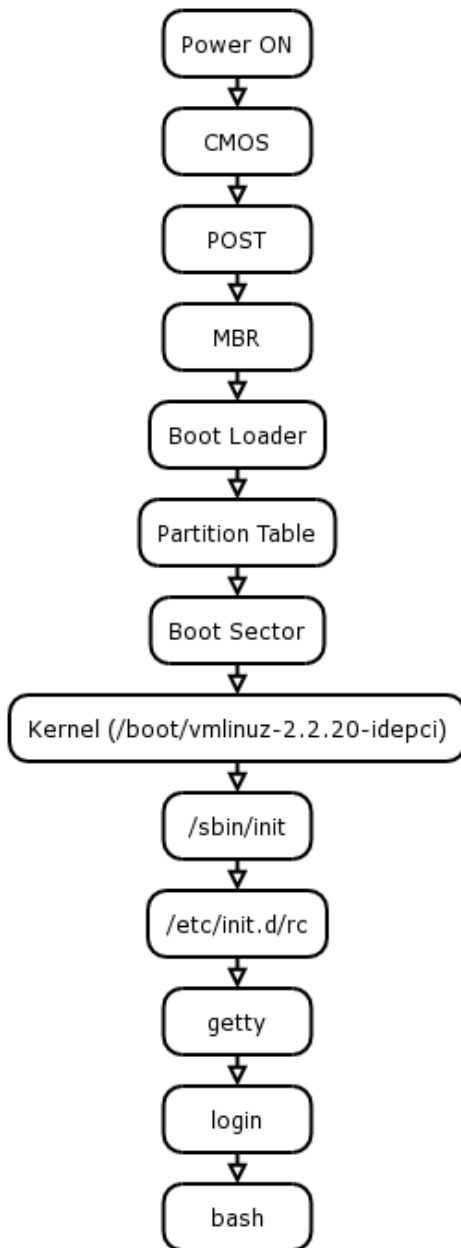 Power ON
CMOS
POST
MBR
Boot Loader
Partition Table
Boot Sector
Kernel (/boot/vmlinuz-2.2.20-idepci)
/sbin/init
/etc/init.d/rc
getty
login
bash